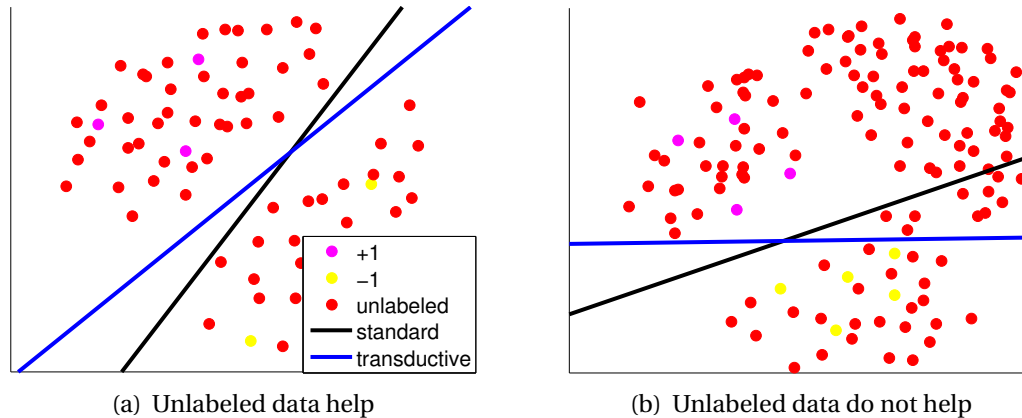 +1
−1
unlabeled
standard
transductive
(a) Unlabeled data help
(b) Unlabeled data do not help